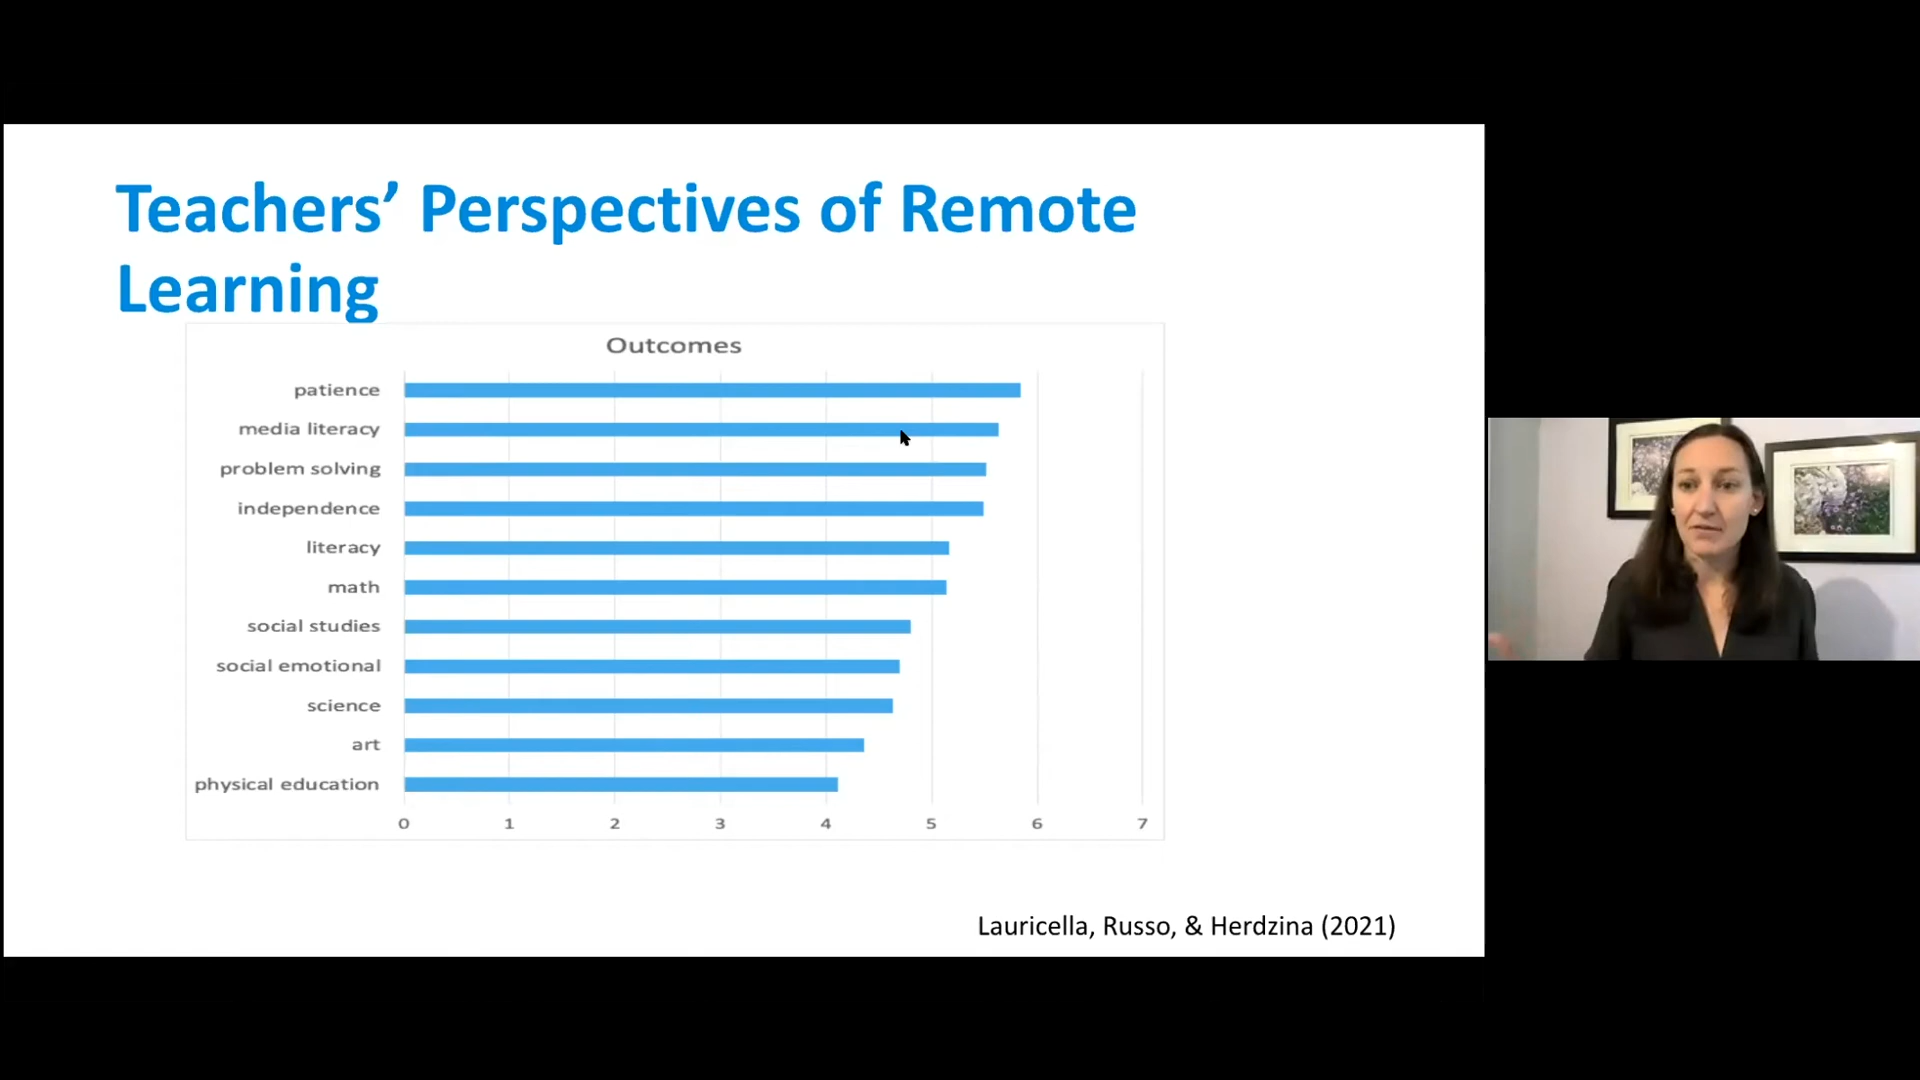 Teachers’ Perspectives of Remote
Learning
Outcomes
patience
media literacy
problem solving
independence
literacy
math
social studies
social emotional
science
art
physical education
0 1 2 3 4 5 6 7
Lauricella, Russo, & Herdzina (2021)